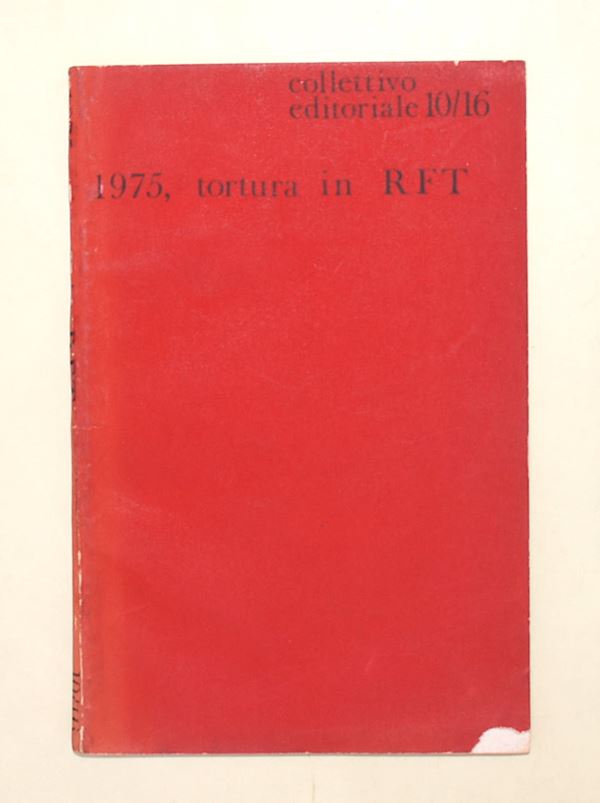 collettivo
editoriale 10/16
1975, tortura in RFT